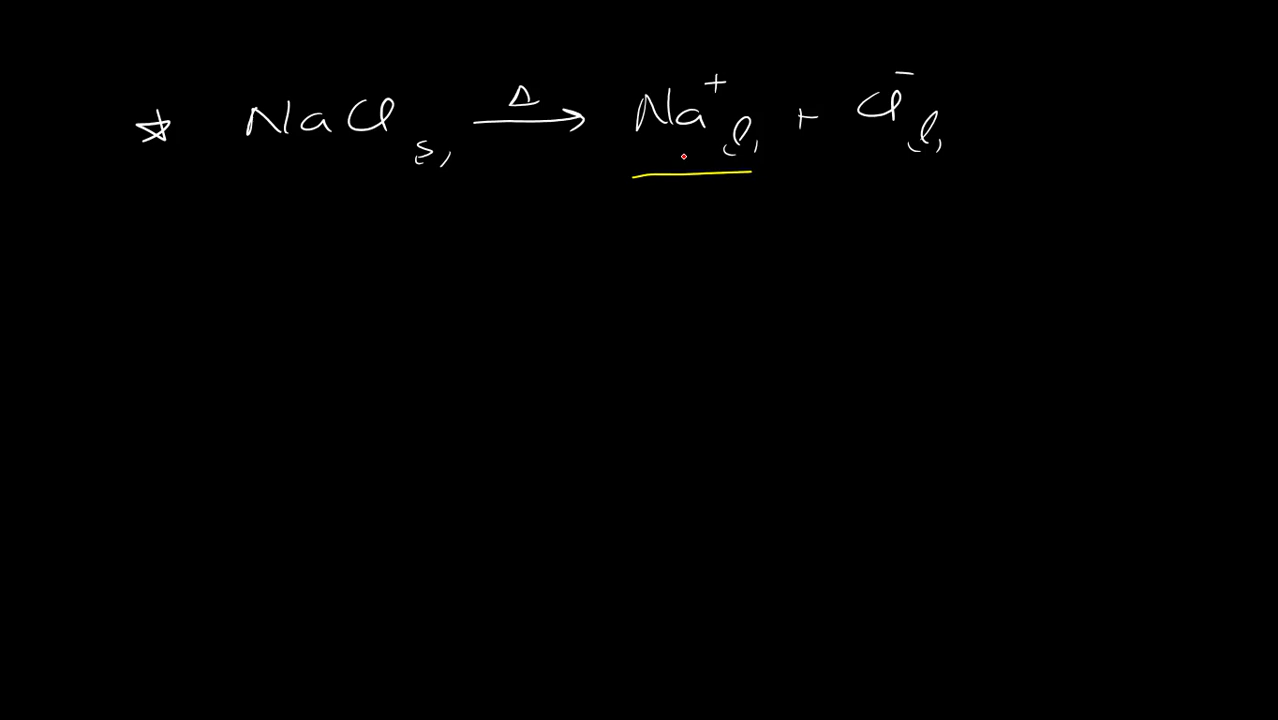 ☆ NaCl(s) —Δ→ Na⁺(l) + Cl⁻(l)